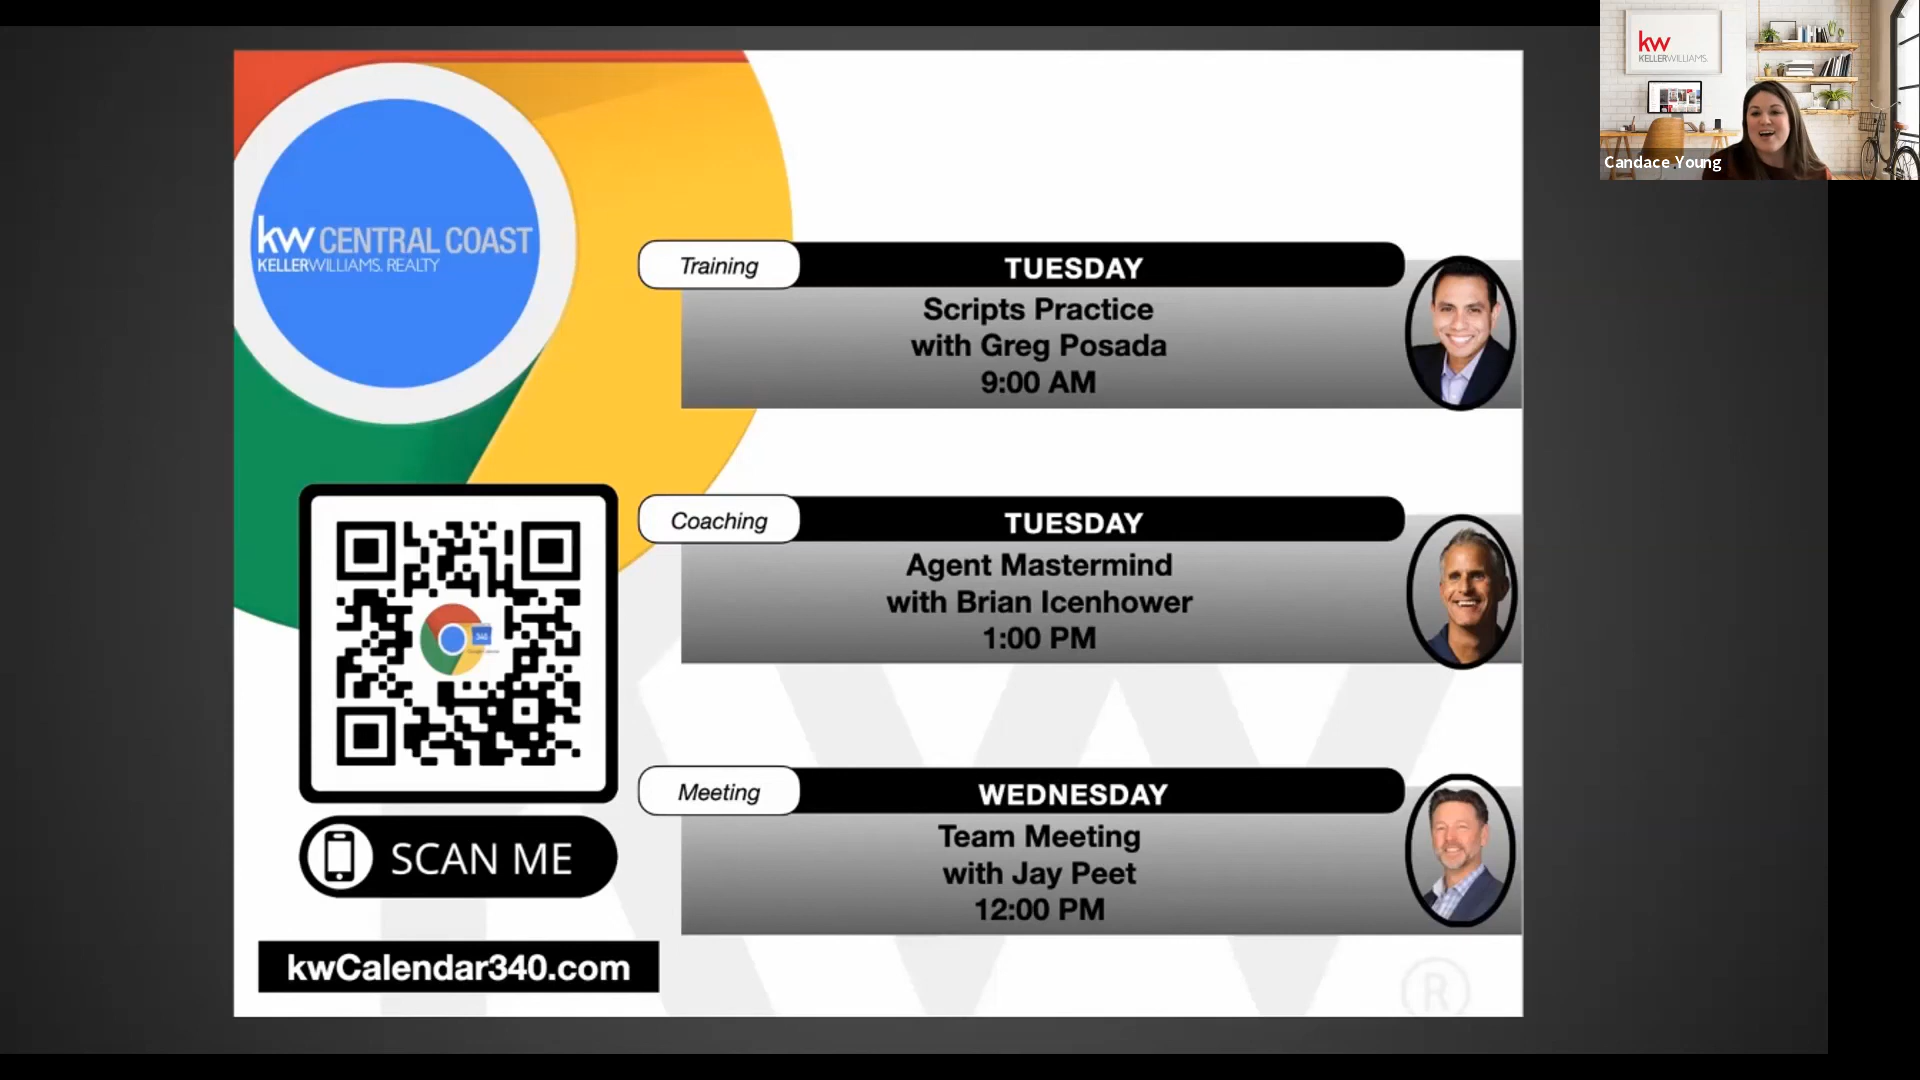 kw CENTRAL COAST
KELLERWILLIAMS. REALTY
Training
TUESDAY
Scripts Practice
with Greg Posada
9:00 AM
Coaching
TUESDAY
Agent Mastermind
with Brian Icenhower
1:00 PM
Meeting
WEDNESDAY
Team Meeting
with Jay Peet
12:00 PM
340
SCAN ME
kwCalendar340.com
kw
®
kw
KELLERWILLIAMS.
Candace Young